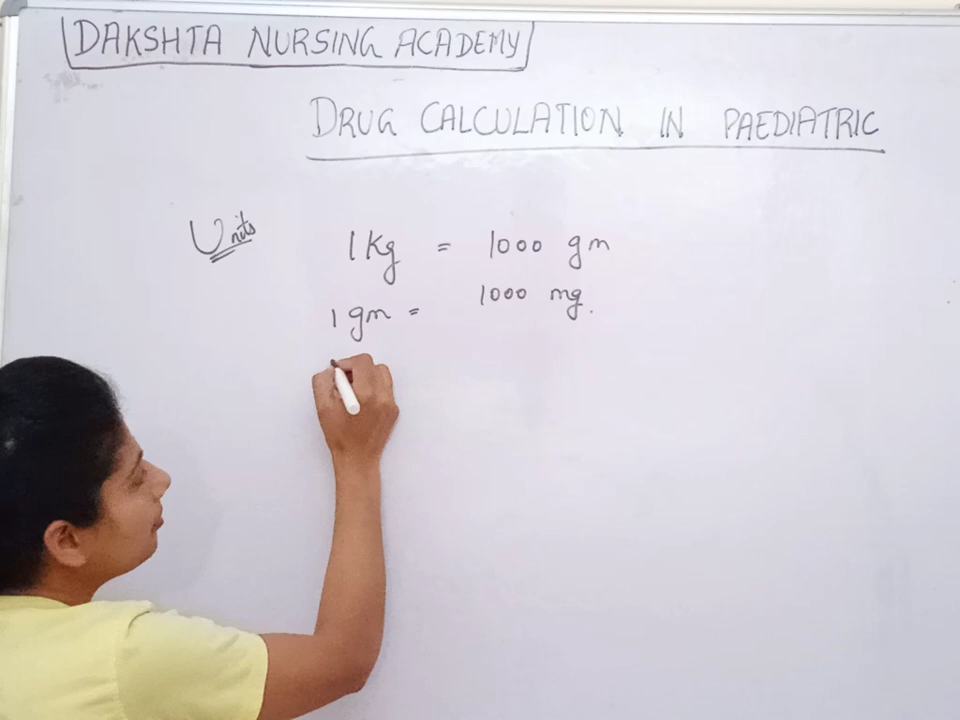 DAKSHTA NURSING ACADEMY
DRUG CALCULATION IN PAEDIATRIC
Units
1 Kg = 1000 gm
1 gm = 1000 mg.